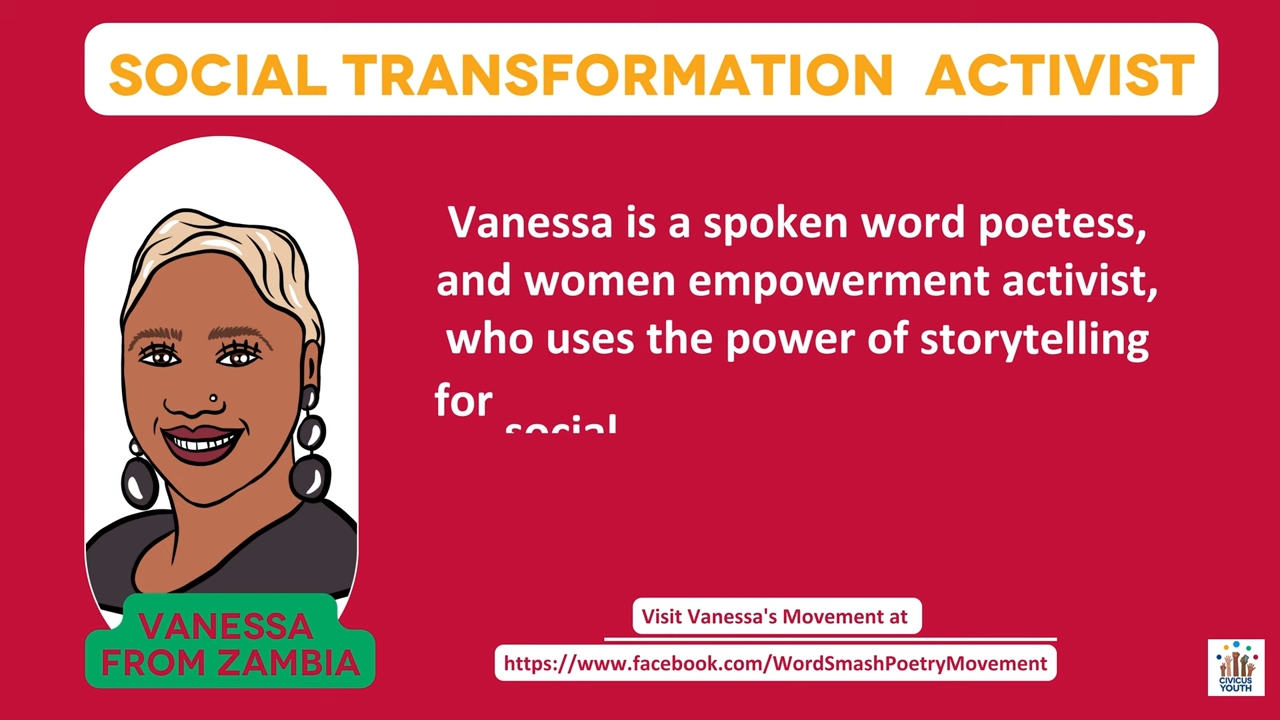 SOCIAL TRANSFORMATION ACTIVIST
Vanessa is a spoken word poetess,
and women empowerment activist,
who uses the power of storytelling
for social
VANESSA
FROM ZAMBIA
Visit Vanessa's Movement at
https://www.facebook.com/WordSmashPoetryMovement
CIVICUS
YOUTH